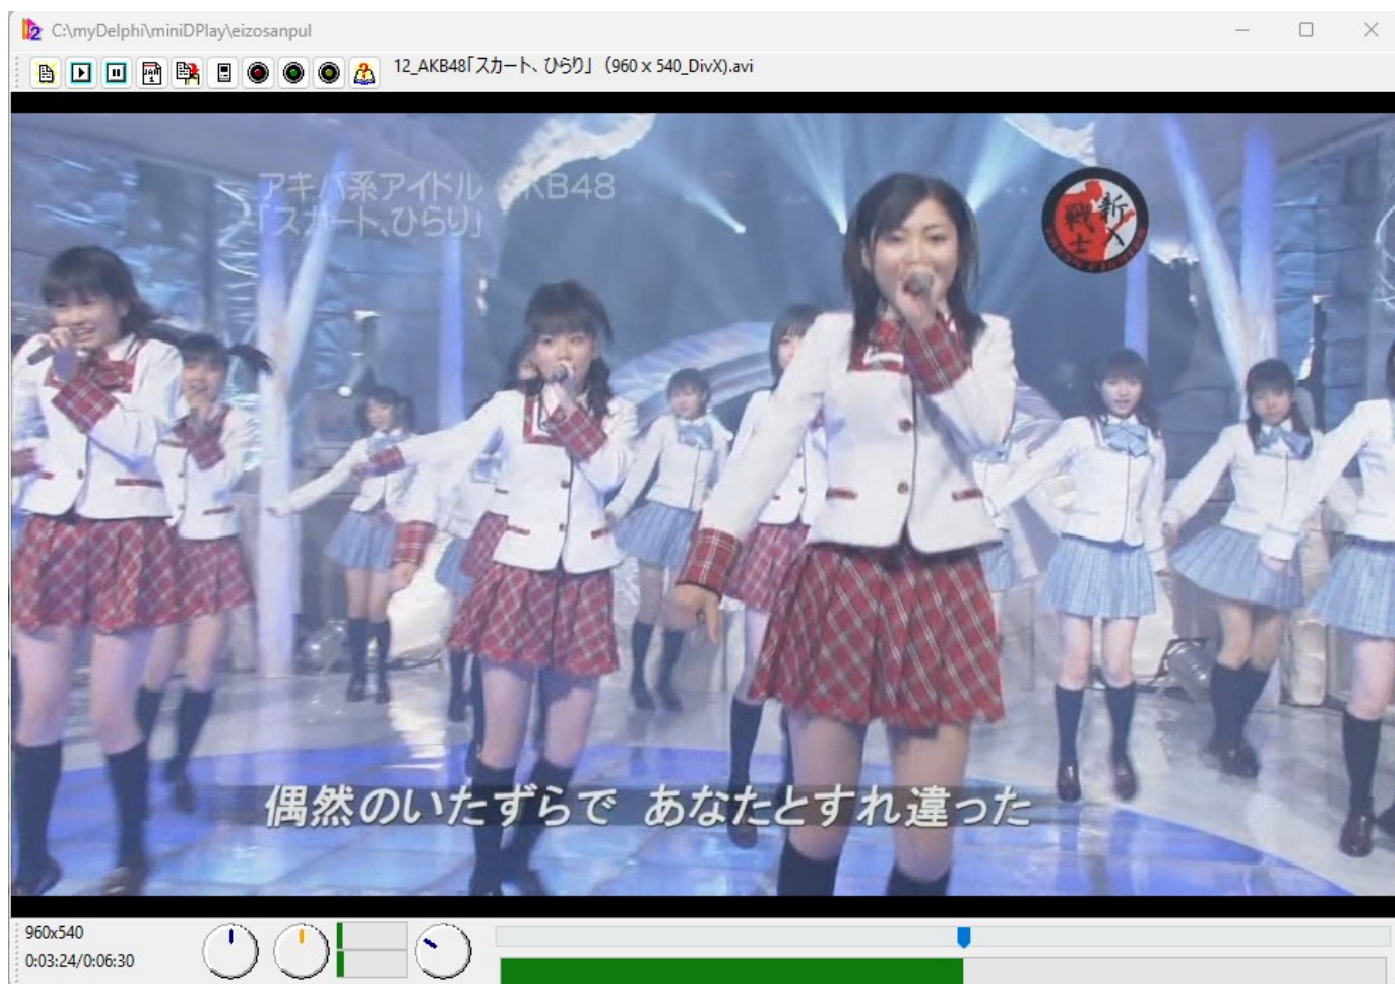 C:\myDelphi\miniDPlay\eizosanpul
12_AKB48「スカート、ひらり」（960 x 540_DivX).avi
アキバ系アイドル AKB48
「スカート、ひらり」
新人
戦士
偶然のいたずらで あなたとすれ違った
960x540
0:03:24/0:06:30